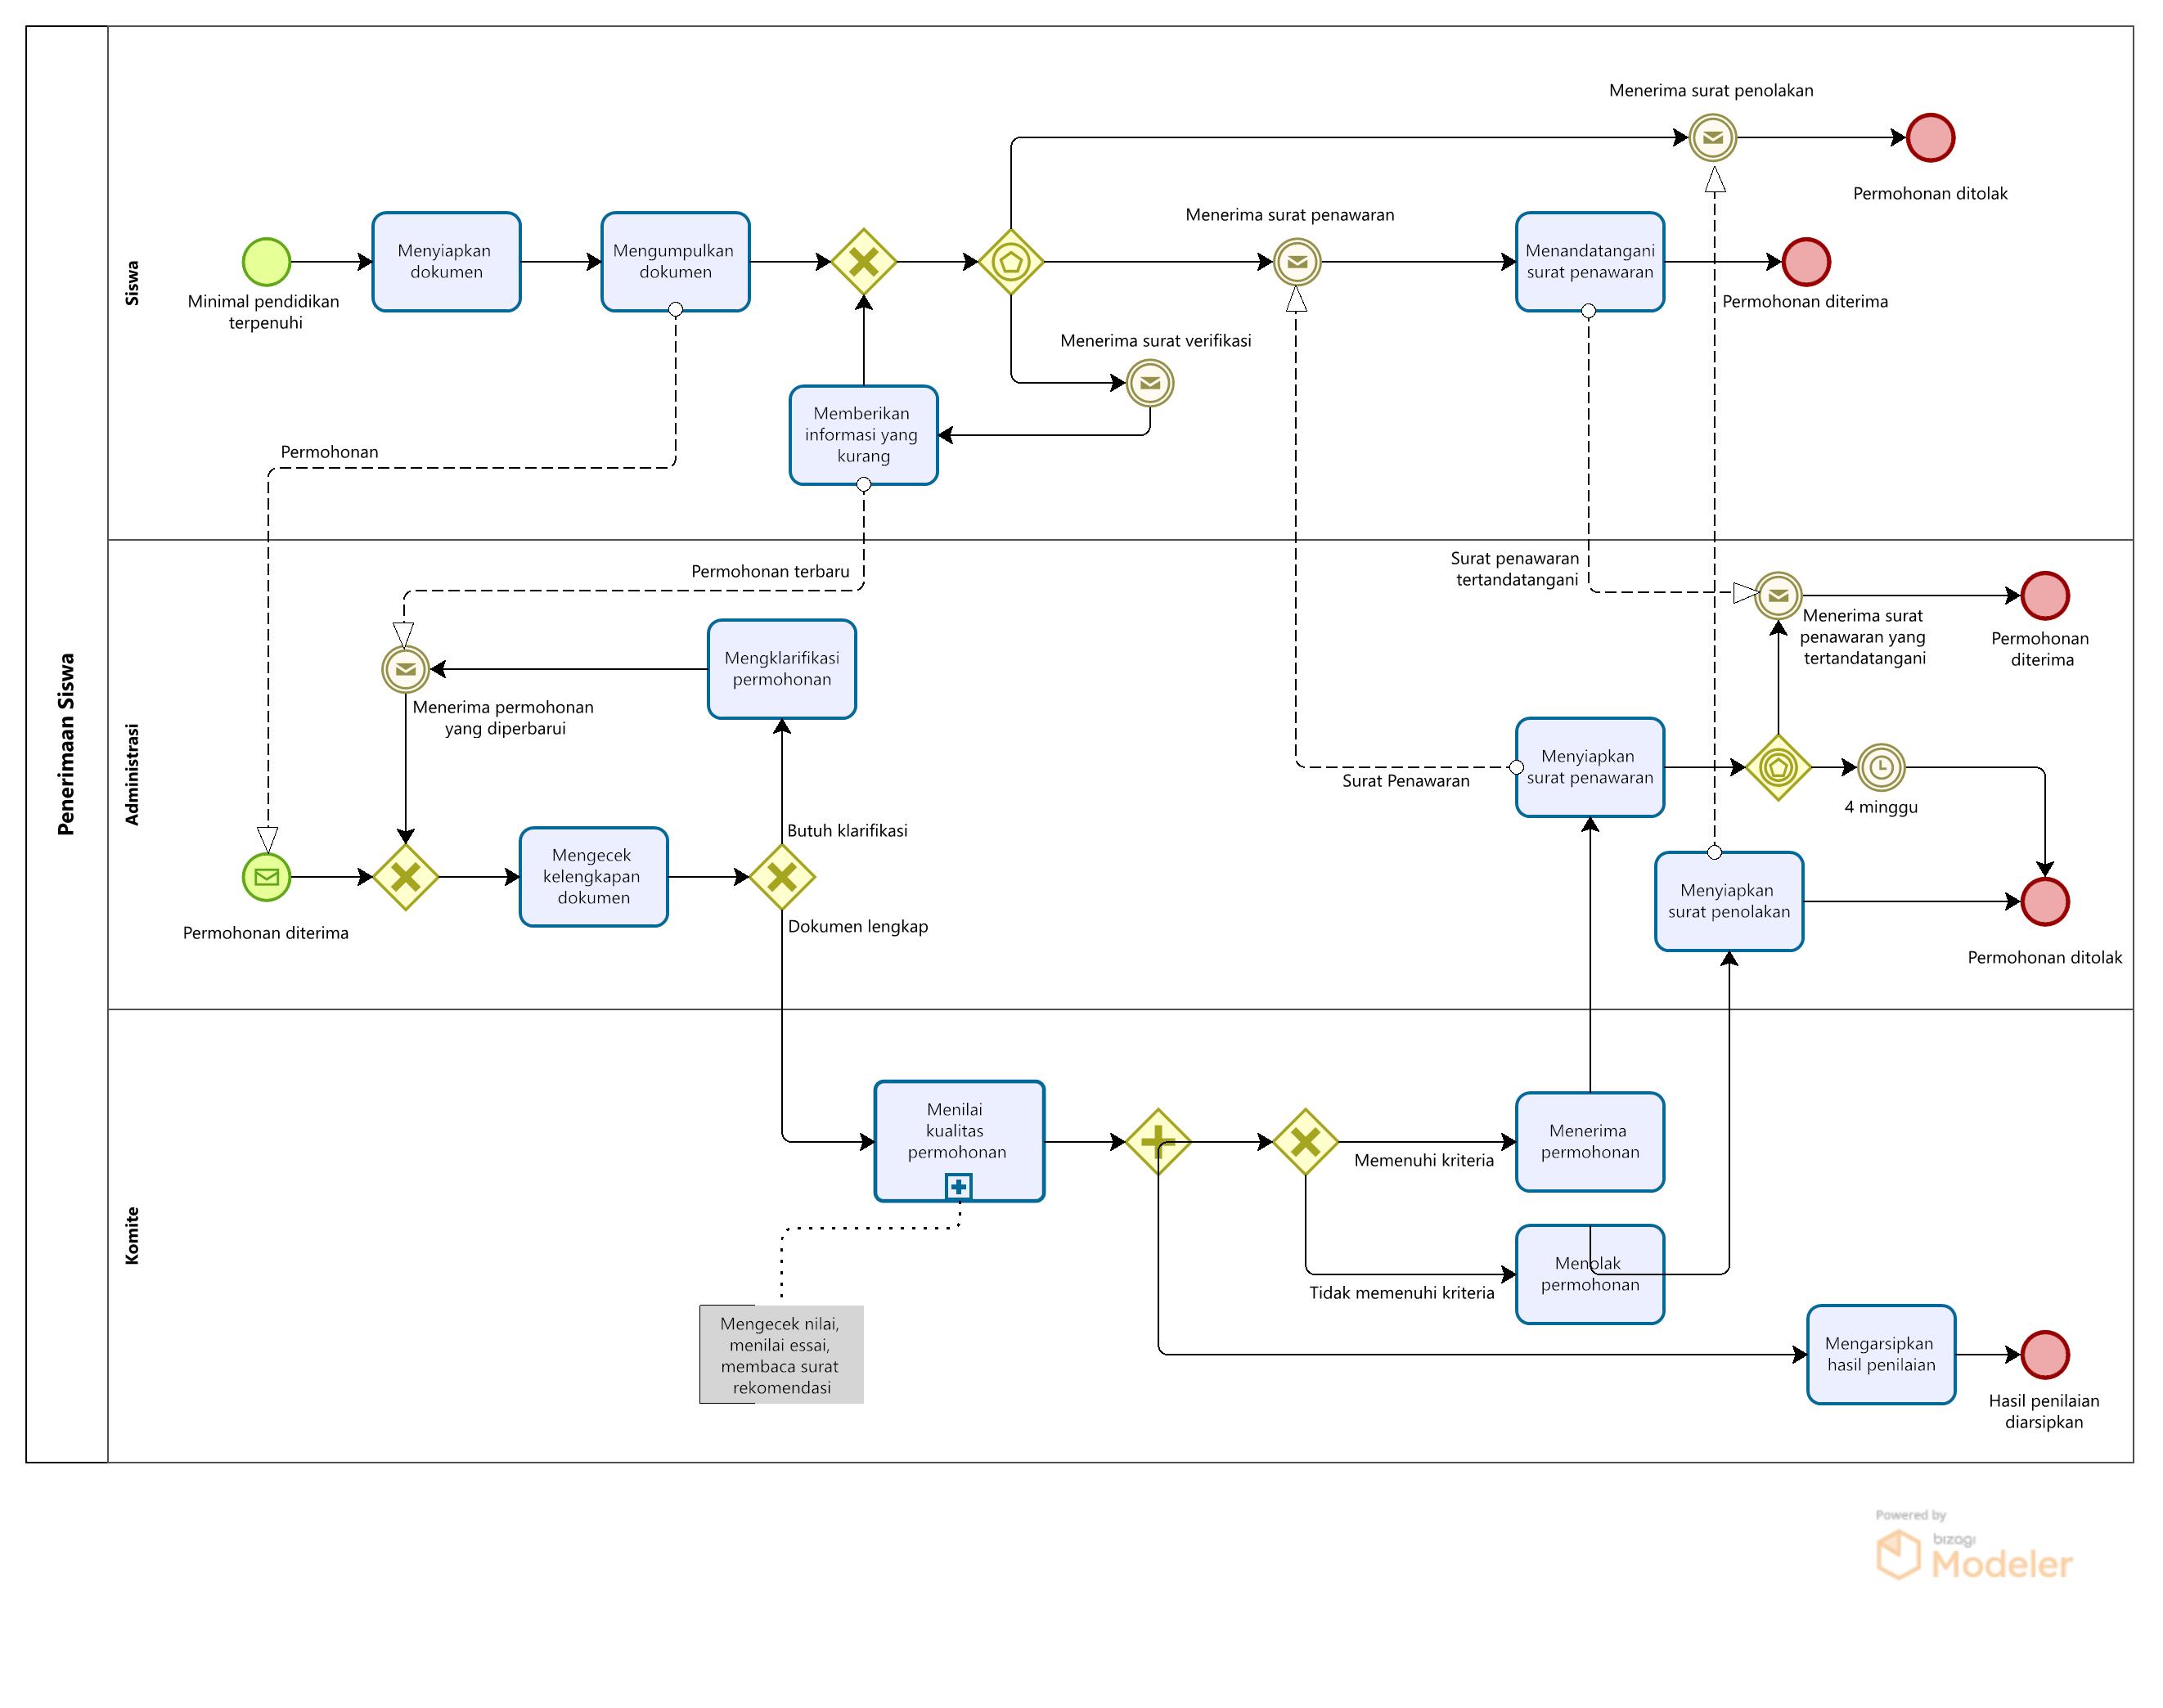 Penerimaan Siswa
Siswa
Menerima surat penolakan
Permohonan ditolak
Menerima surat penawaran
Menyiapkan
dokumen
Mengumpulkan
dokumen
Menandatangani
surat penawaran
Minimal pendidikan
terpenuhi
Permohonan diterima
Menerima surat verifikasi
Memberikan
informasi yang
kurang
Permohonan
Administrasi
Permohonan terbaru
Surat penawaran
tertandatangani
Menerima surat
penawaran yang
tertandatangani
Permohonan
diterima
Mengklarifikasi
permohonan
Menerima permohonan
yang diperbarui
Menyiapkan
surat penawaran
Surat Penawaran
4 minggu
Butuh klarifikasi
Mengecek
kelengkapan
dokumen
Menyiapkan
surat penolakan
Dokumen lengkap
Permohonan diterima
Permohonan ditolak
Komite
Menilai
kualitas
permohonan
Menerima
permohonan
Memenuhi kriteria
Menolak
permohonan
Tidak memenuhi kriteria
Mengecek nilai,
menilai essai,
membaca surat
rekomendasi
Mengarsipkan
hasil penilaian
Hasil penilaian
diarsipkan
Powered by
bizagi
Modeler